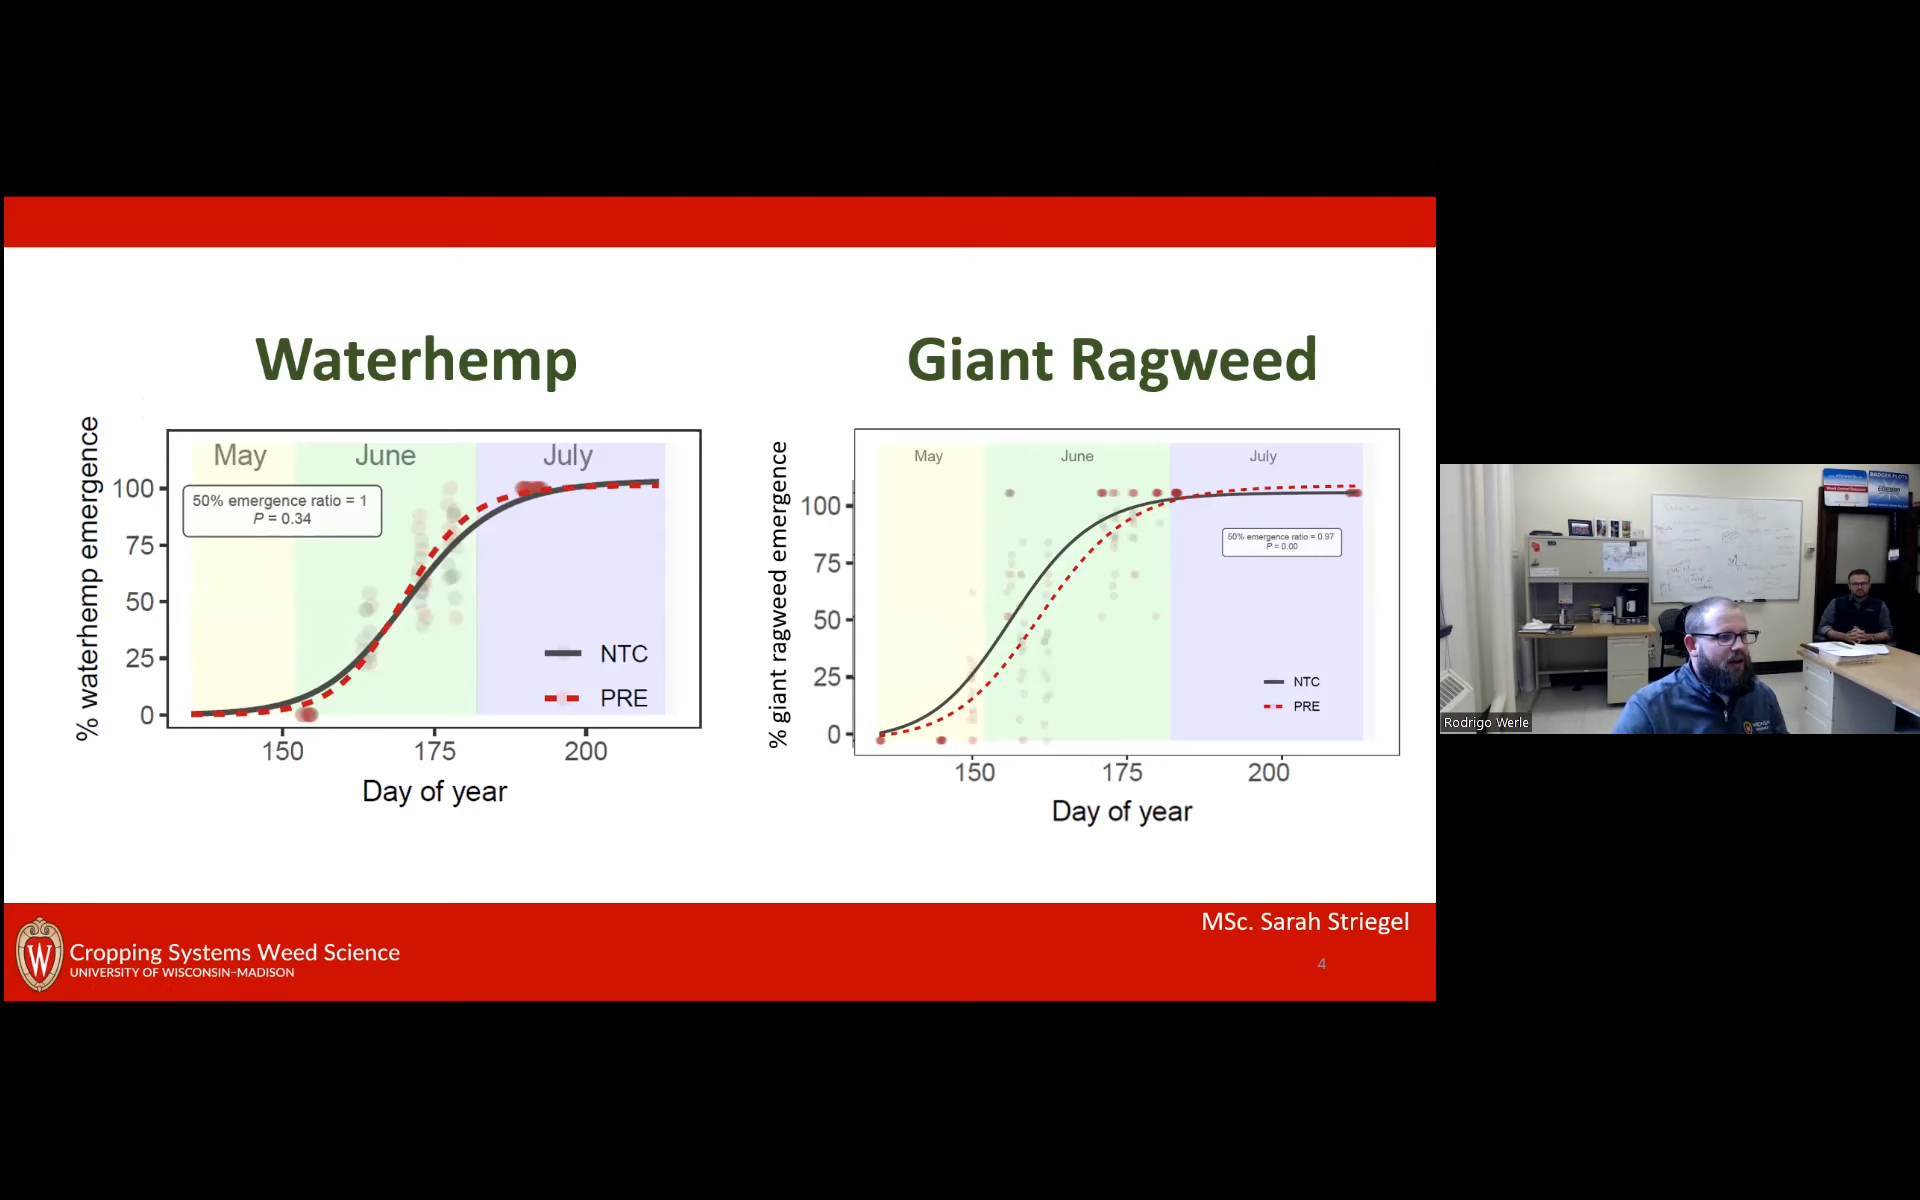 Waterhemp
Giant Ragweed
% waterhemp emergence
May
June
July
100
75
50
25
0
50% emergence ratio = 1
P = 0.34
NTC
PRE
150
175
200
Day of year
% giant ragweed emergence
May
June
July
100
75
50
25
0
50% emergence ratio = 0.97
P = 0.00
NTC
PRE
150
175
200
Day of year
Rodrigo Werle
MSc. Sarah Striegel
W
Cropping Systems Weed Science
UNIVERSITY OF WISCONSIN–MADISON
4